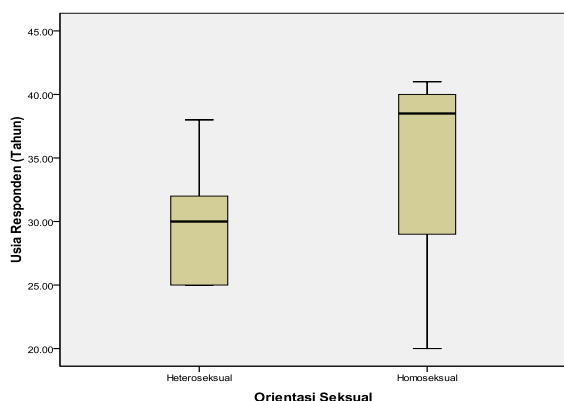 Usia Responden (Tahun)
45.00
40.00
35.00
30.00
25.00
20.00
Heteroseksual
Homoseksual
Orientasi Seksual